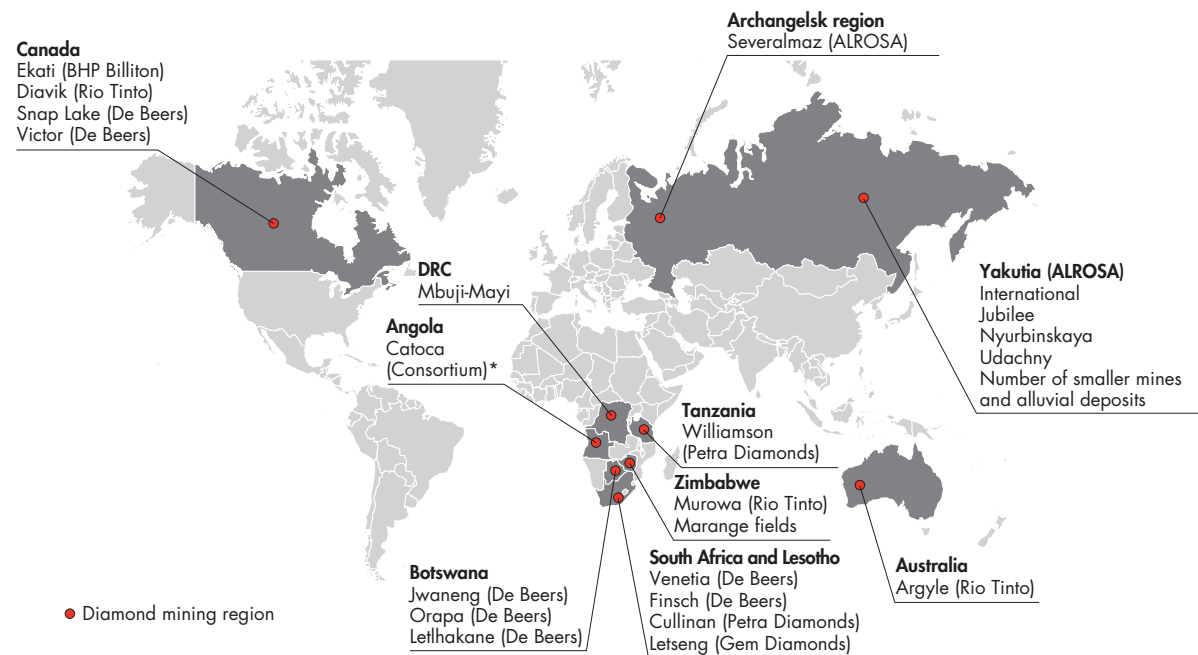 Archangelsk region
Severalmaz (ALROSA)
Canada
Ekati (BHP Billiton)
Diavik (Rio Tinto)
Snap Lake (De Beers)
Victor (De Beers)
DRC
Mbuji-Mayi
Angola
Catoca
(Consortium)*
Yakutia (ALROSA)
International
Jubilee
Nyurbinskaya
Udachny
Number of smaller mines
and alluvial deposits
Tanzania
Williamson
(Petra Diamonds)
Zimbabwe
Murowa (Rio Tinto)
Marange fields
South Africa and Lesotho
Venetia (De Beers)
Finsch (De Beers)
Cullinan (Petra Diamonds)
Letseng (Gem Diamonds)
Botswana
Jwaneng (De Beers)
Orapa (De Beers)
Letlhakane (De Beers)
Australia
Argyle (Rio Tinto)
Diamond mining region